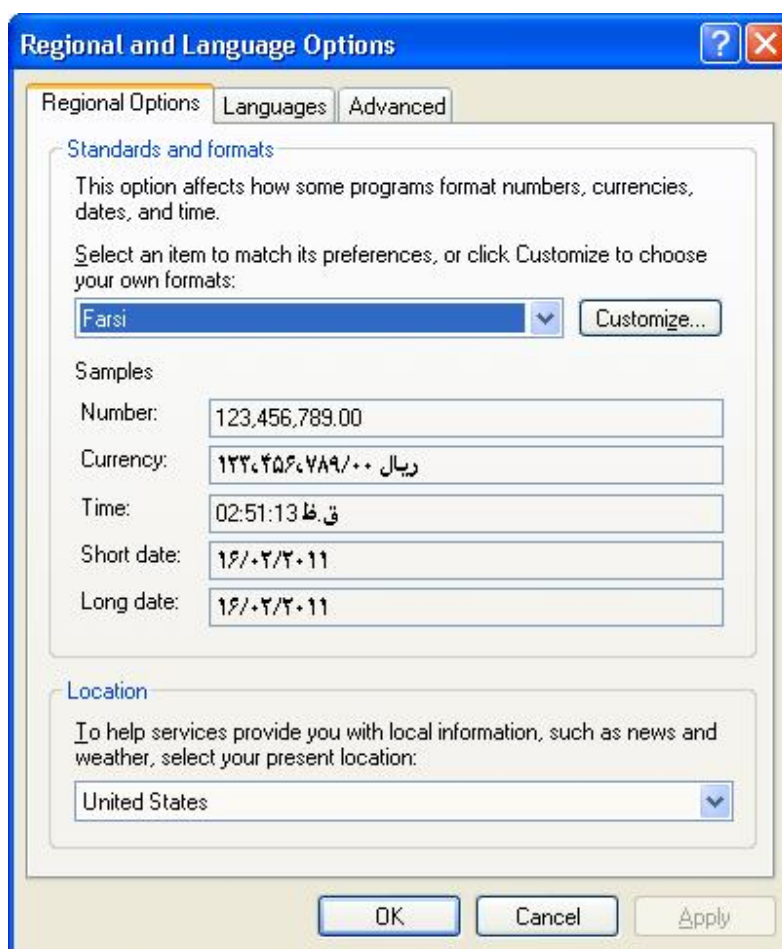 Regional and Language Options
Regional Options Languages Advanced
Standards and formats
This option affects how some programs format numbers, currencies,
dates, and time.
Select an item to match its preferences, or click Customize to choose
your own formats:
Farsi Customize...
Samples
Number: 123,456,789.00
Currency: ریال ۱۲۳،۴۵۶،۷۸۹/۰۰
Time: 02:51:13 ق.ظ
Short date: ۱۶/۰۲/۲۰۱۱
Long date: ۱۶/۰۲/۲۰۱۱
Location
To help services provide you with local information, such as news and
weather, select your present location:
United States
OK Cancel Apply